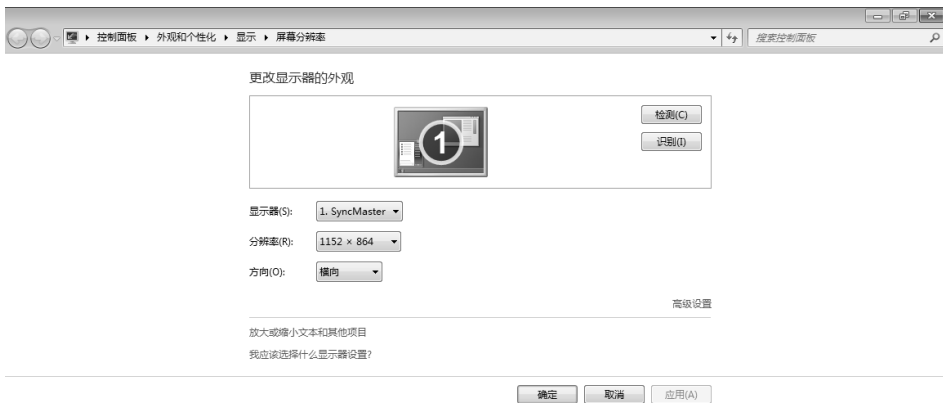 控制面板 ▸ 外观和个性化 ▸ 显示 ▸ 屏幕分辨率 搜索控制面板
更改显示器的外观
1
检测(C)
识别(I)
显示器(S): 1. SyncMaster
分辨率(R): 1152 × 864
方向(O): 横向
高级设置
放大或缩小文本和其他项目
我应该选择什么显示器设置?
确定 取消 应用(A)